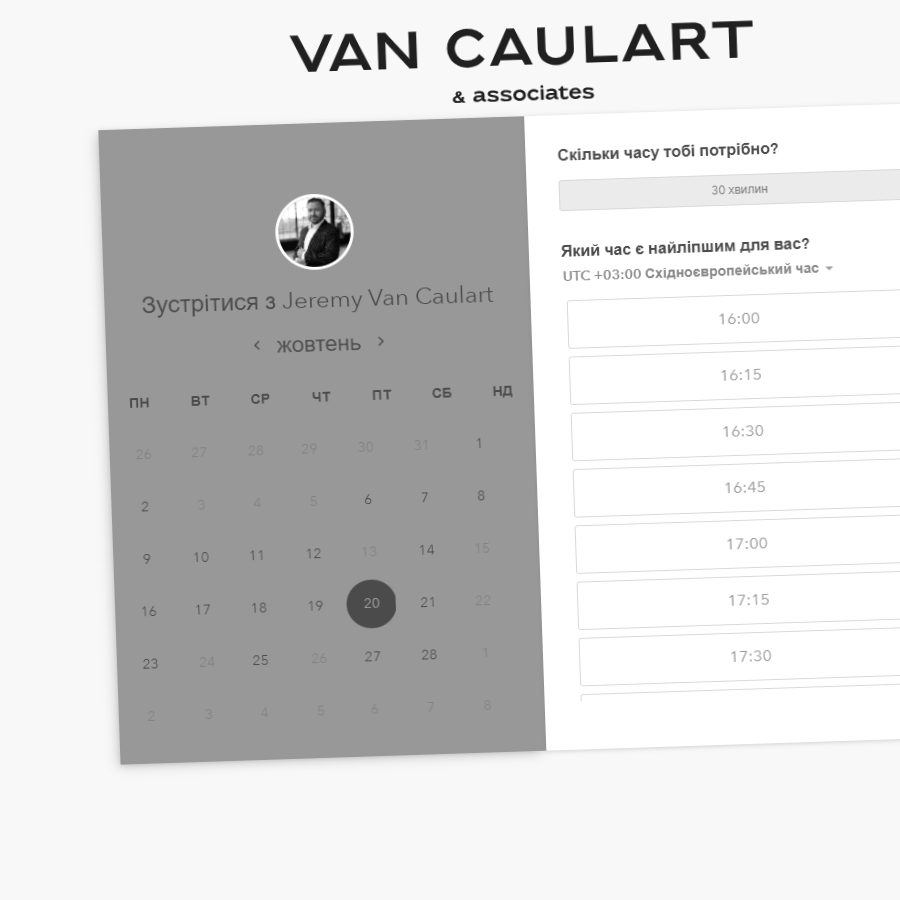 VAN CAULART
& associates
Зустрітися з Jeremy Van Caulart
‹ жовтень ›
ПН ВТ СР ЧТ ПТ СБ НД
26 27 28 29 30 31 1
2 3 4 5 6 7 8
9 10 11 12 13 14 15
16 17 18 19 20 21 22
23 24 25 26 27 28 1
2 3 4 5 6 7 8
Скільки часу тобі потрібно?
30 хвилин
Який час є найліпшим для вас?
UTC +03:00 Східноєвропейський час
16:00
16:15
16:30
16:45
17:00
17:15
17:30